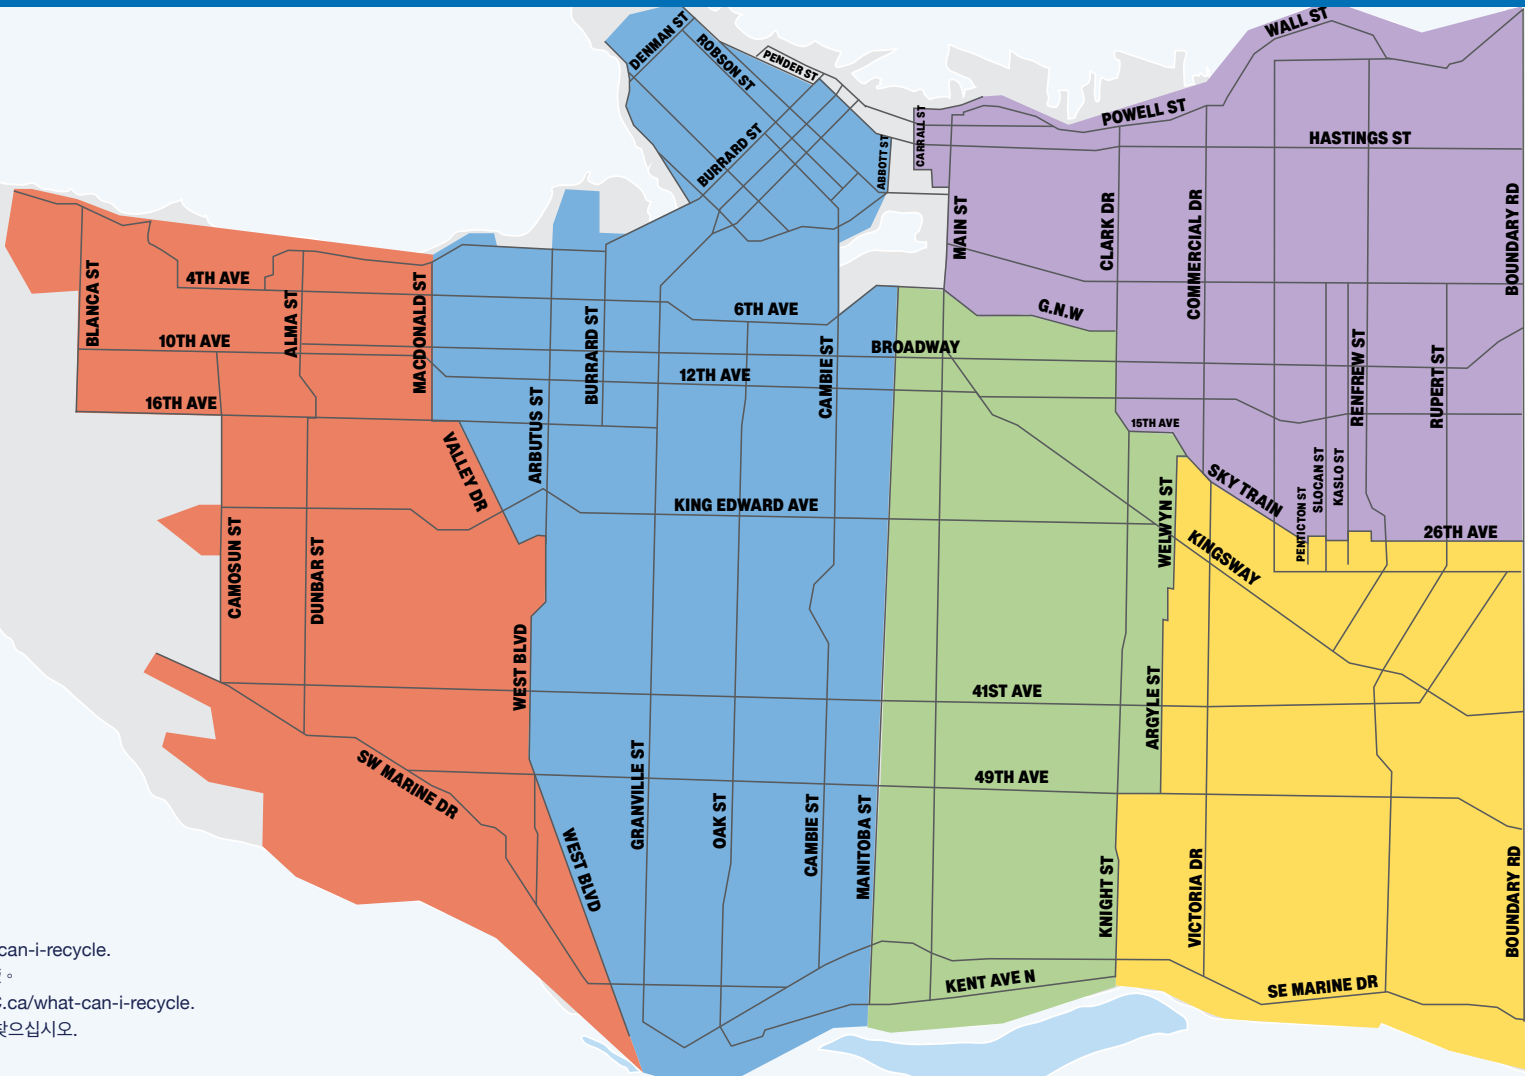 DENMAN ST
ROBSON ST
PENDER ST
WALL ST
POWELL ST
HASTINGS ST
BURRARD ST
ABBOTT ST
CARRALL ST
MAIN ST
CLARK DR
COMMERCIAL DR
BOUNDARY RD
BLANCA ST
4TH AVE
ALMA ST
MACDONALD ST
BURRARD ST
6TH AVE
G.N.W
10TH AVE
BROADWAY
CAMBIE ST
RENFREW ST
RUPERT ST
12TH AVE
16TH AVE
ARBUTUS ST
15TH AVE
VALLEY DR
KING EDWARD AVE
WELWYN ST
SKY TRAIN
PENTICTON ST
SLOCAN ST
KASLO ST
26TH AVE
KINGSWAY
CAMOSUN ST
DUNBAR ST
WEST BLVD
41ST AVE
ARGYLE ST
SW MARINE DR
49TH AVE
GRANVILLE ST
OAK ST
CAMBIE ST
MANITOBA ST
WEST BLVD
KNIGHT ST
VICTORIA DR
BOUNDARY RD
KENT AVE N
SE MARINE DR
can-i-recycle.
。
.ca/what-can-i-recycle.
찾으십시오.